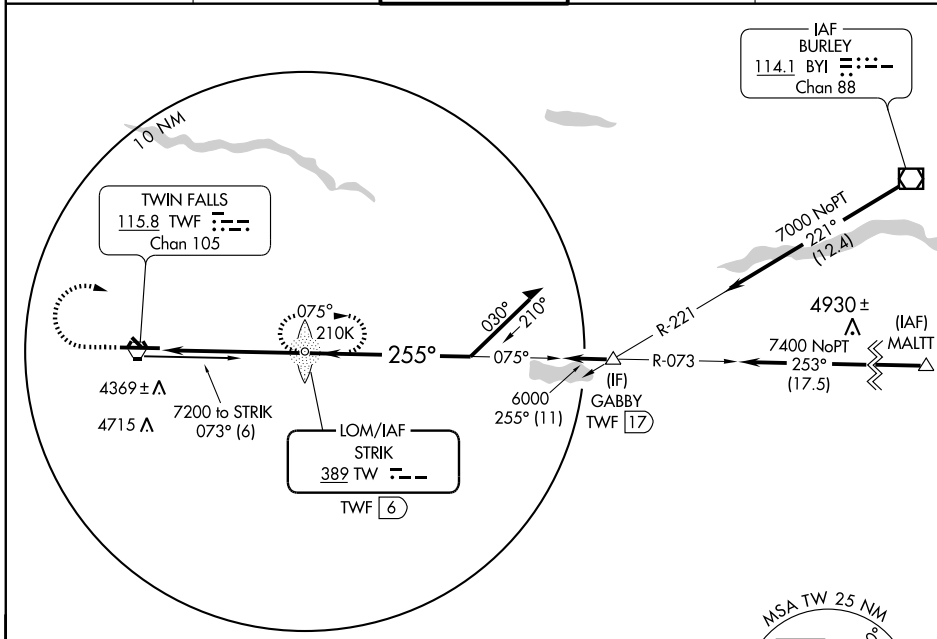 IAF
BURLEY
114.1 BYI
Chan 88
10 NM
TWIN FALLS
115.8 TWF
Chan 105
7000 NoPT
221°
(12.4)
R-221
4930 ±
(IAF)
MALTT
7400 NoPT
253°
(17.5)
R-073
075°
210K
030°
210°
255°
075°
6000
255° (11)
(IF)
GABBY
TWF 17
4369 ±
4715
7200 to STRIK
073° (6)
LOM/IAF
STRIK
389 TW
TWF 6
MSA TW 25 NM